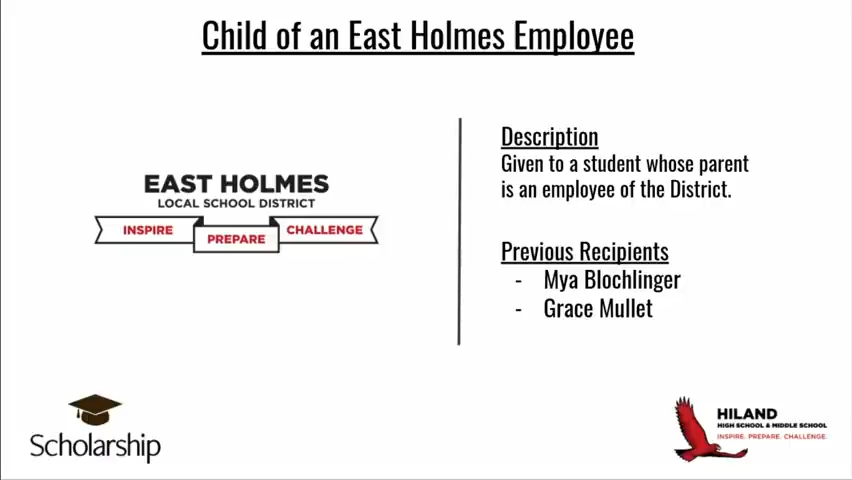 Child of an East Holmes Employee
EAST HOLMES
LOCAL SCHOOL DISTRICT
INSPIRE PREPARE CHALLENGE
Description
Given to a student whose parent
is an employee of the District.
Previous Recipients
- Mya Blochlinger
- Grace Mullet
Scholarship
HILAND
HIGH SCHOOL & MIDDLE SCHOOL
INSPIRE. PREPARE. CHALLENGE.